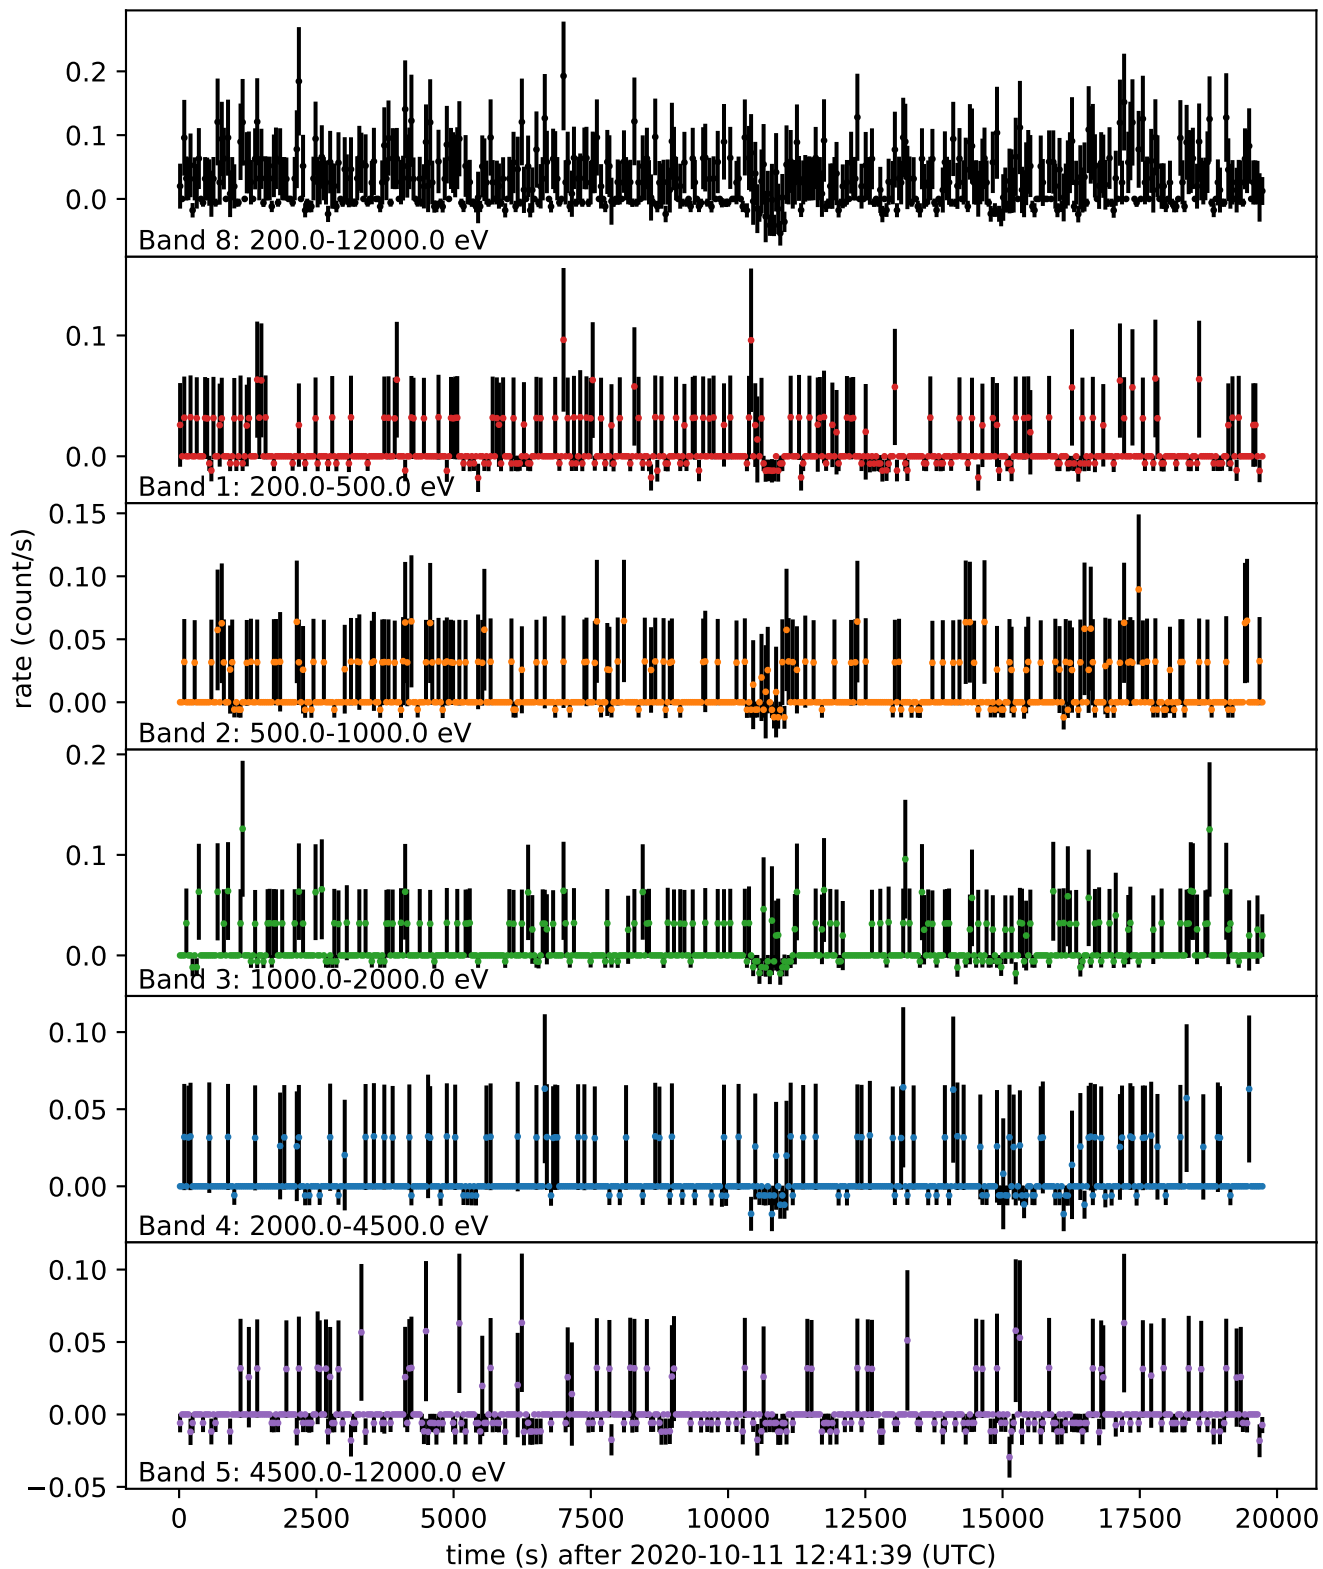 0.2
0.1
0.0
Band 8: 200.0-12000.0 eV
0.1
0.0
Band 1: 200.0-500.0 eV
rate (count/s)
0.15
0.10
0.05
0.00
Band 2: 500.0-1000.0 eV
0.2
0.1
0.0
Band 3: 1000.0-2000.0 eV
0.10
0.05
0.00
Band 4: 2000.0-4500.0 eV
0.10
0.05
0.00
−0.05
Band 5: 4500.0-12000.0 eV
0 2500 5000 7500 10000 12500 15000 17500 20000
time (s) after 2020-10-11 12:41:39 (UTC)